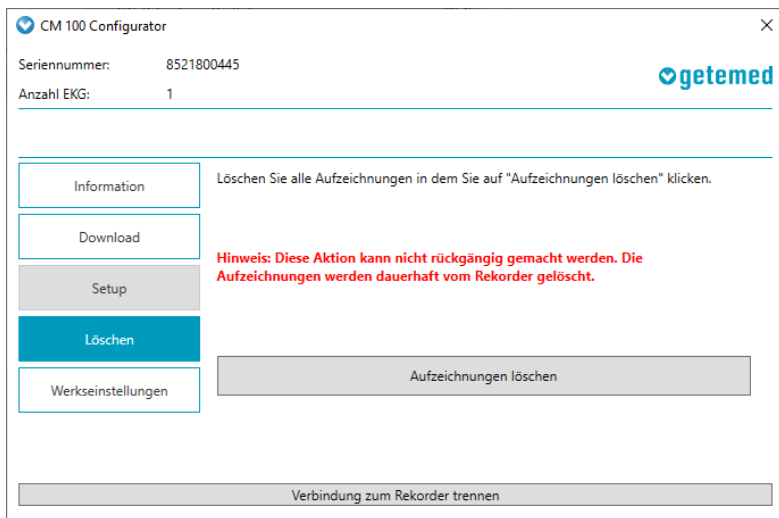 CM 100 Configurator
Seriennummer: 8521800445
getemed
Anzahl EKG: 1
Information
Löschen Sie alle Aufzeichnungen in dem Sie auf "Aufzeichnungen löschen" klicken.
Download
Hinweis: Diese Aktion kann nicht rückgängig gemacht werden. Die
Aufzeichnungen werden dauerhaft vom Rekorder gelöscht.
Setup
Löschen
Aufzeichnungen löschen
Werkseinstellungen
Verbindung zum Rekorder trennen